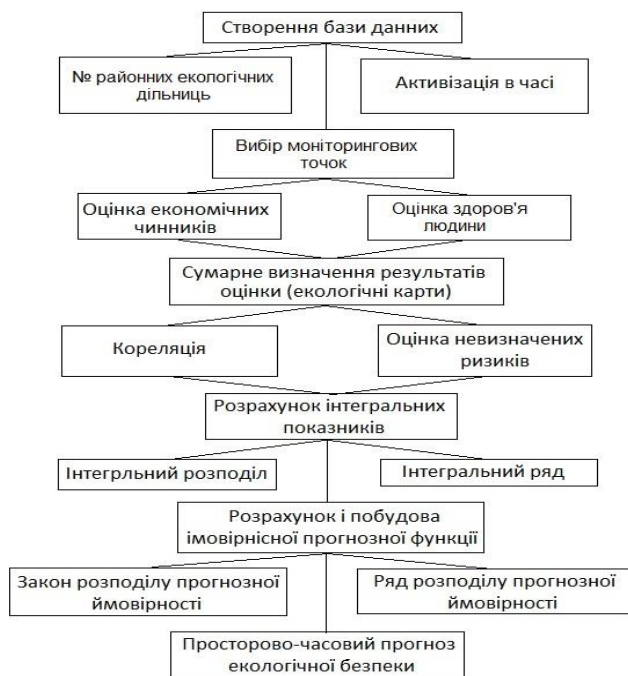 Створення бази данних
№ районних екологічних
дільниць
Активізація в часі
Вибір моніторингових
точок
Оцінка економічних
чинників
Оцінка здоров'я
людини
Сумарне визначення результатів
оцінки (екологічні карти)
Кореляція
Оцінка невизначених
ризиків
Розрахунок інтегральних
показників
Інтегрльний розподіл
Інтегральний ряд
Розрахунок і побудова
імовірнісної прогнозної функції
Закон розподілу прогнозної
ймовірності
Ряд розподілу прогнозної
ймовірності
Просторово-часовий прогноз
екологічної безпеки